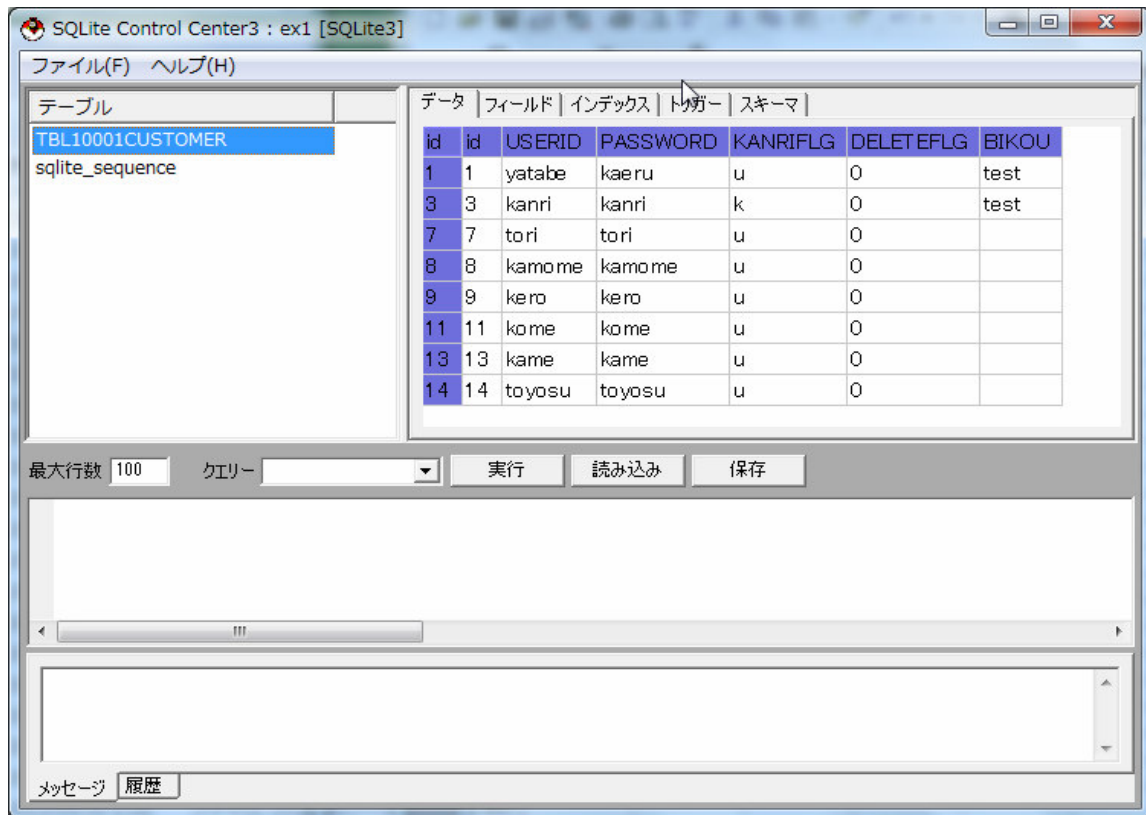 SQLite Control Center3 : ex1 [SQLite3]
ファイル(F) ヘルプ(H)
テーブル
TBL10001CUSTOMER
sqlite_sequence
データ フィールド インデックス トリガー スキーマ
id id USERID PASSWORD KANRIFLG DELETEFLG BIKOU
1 1 yatabe kaeru u 0 test
3 3 kanri kanri k 0 test
7 7 tori tori u 0
8 8 kamome kamome u 0
9 9 kero kero u 0
11 11 kome kome u 0
13 13 kame kame u 0
14 14 toyosu toyosu u 0
最大行数 100 クエリー 実行 読み込み 保存
メッセージ 履歴